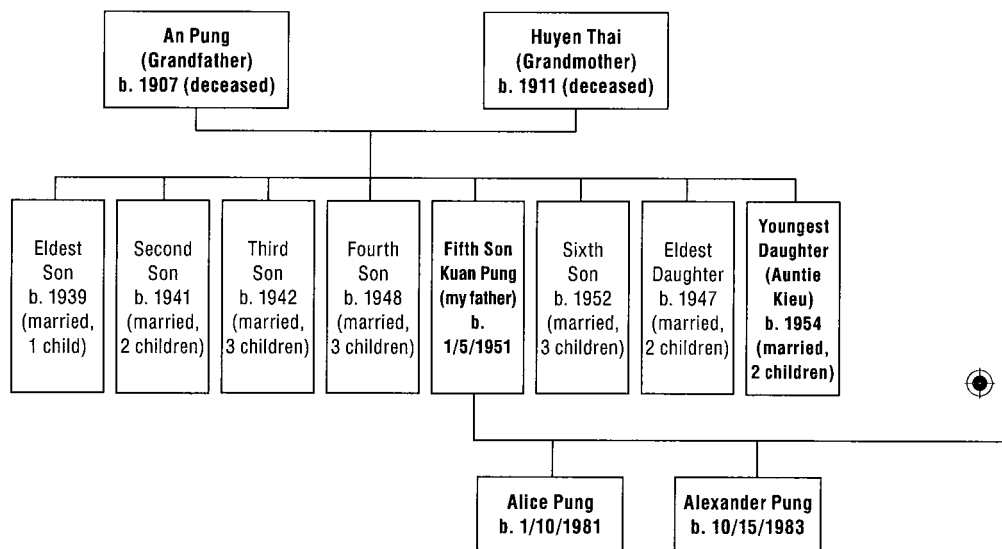 An Pung
(Grandfather)
b. 1907 (deceased)
Huyen Thai
(Grandmother)
b. 1911 (deceased)
Eldest
Son
b. 1939
(married,
1 child)
Second
Son
b. 1941
(married,
2 children)
Third
Son
b. 1942
(married,
3 children)
Fourth
Son
b. 1948
(married,
3 children)
Fifth Son
Kuan Pung
(my father)
b.
1/5/1951
Sixth
Son
b. 1952
(married,
3 children)
Eldest
Daughter
b. 1947
(married,
2 children)
Youngest
Daughter
(Auntie
Kieu)
b. 1954
(married,
2 children)
Alice Pung
b. 1/10/1981
Alexander Pung
b. 10/15/1983